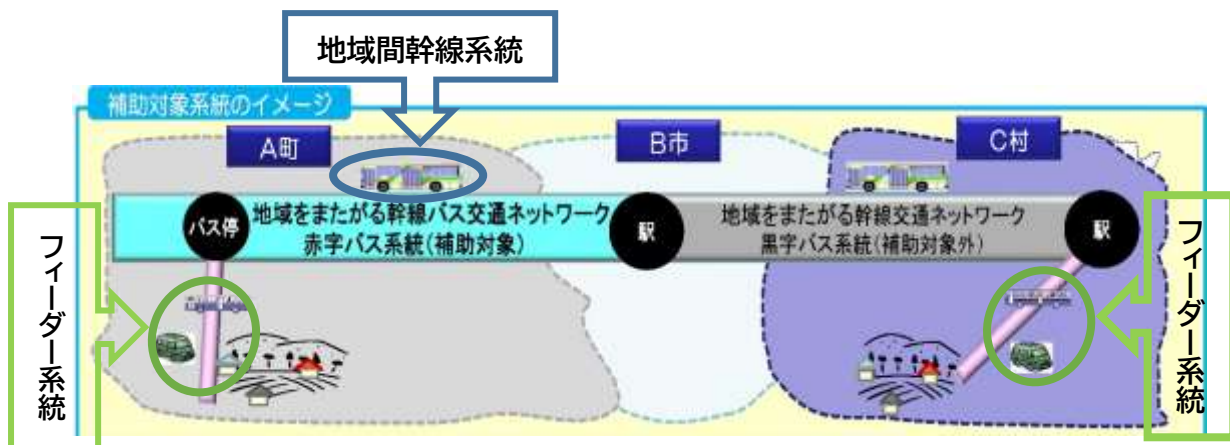 地域間幹線系統
補助対象系統のイメージ
A町
B市
C村
バス停
地域をまたがる幹線バス交通ネットワーク
赤字バス系統(補助対象)
駅
地域をまたがる幹線交通ネットワーク
黒字バス系統(補助対象外)
駅
フィーダー系統
フィーダー系統